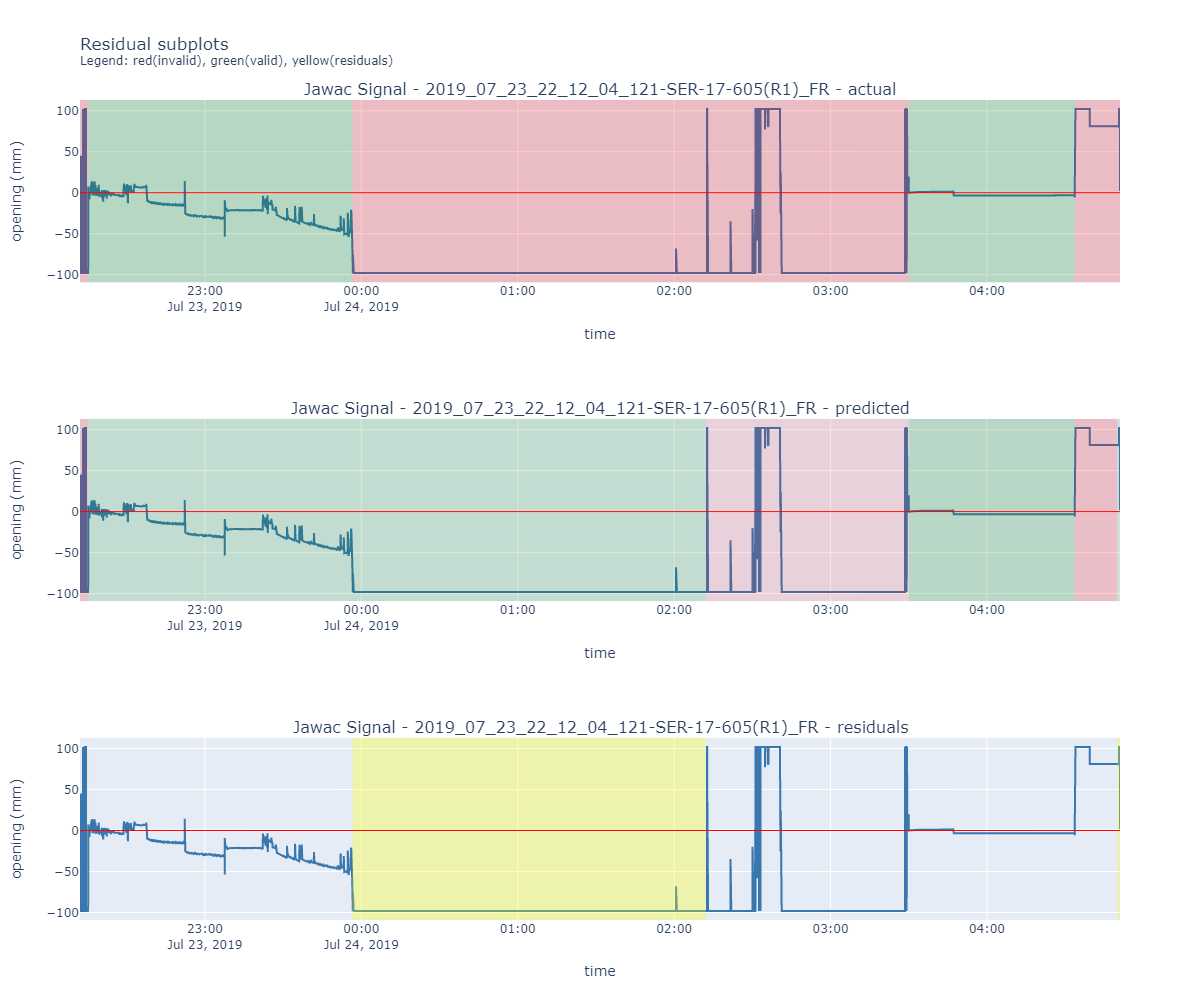 Residual subplots
Legend: red(invalid), green(valid), yellow(residuals)
Jawac Signal - 2019_07_23_22_12_04_121-SER-17-605(R1)_FR - actual
100
50
0
−50
−100
opening (mm)
23:00
Jul 23, 2019
00:00
Jul 24, 2019
01:00
02:00
03:00
04:00
time
Jawac Signal - 2019_07_23_22_12_04_121-SER-17-605(R1)_FR - predicted
100
50
0
−50
−100
opening (mm)
23:00
Jul 23, 2019
00:00
Jul 24, 2019
01:00
02:00
03:00
04:00
time
Jawac Signal - 2019_07_23_22_12_04_121-SER-17-605(R1)_FR - residuals
100
50
0
−50
−100
opening (mm)
23:00
Jul 23, 2019
00:00
Jul 24, 2019
01:00
02:00
03:00
04:00
time